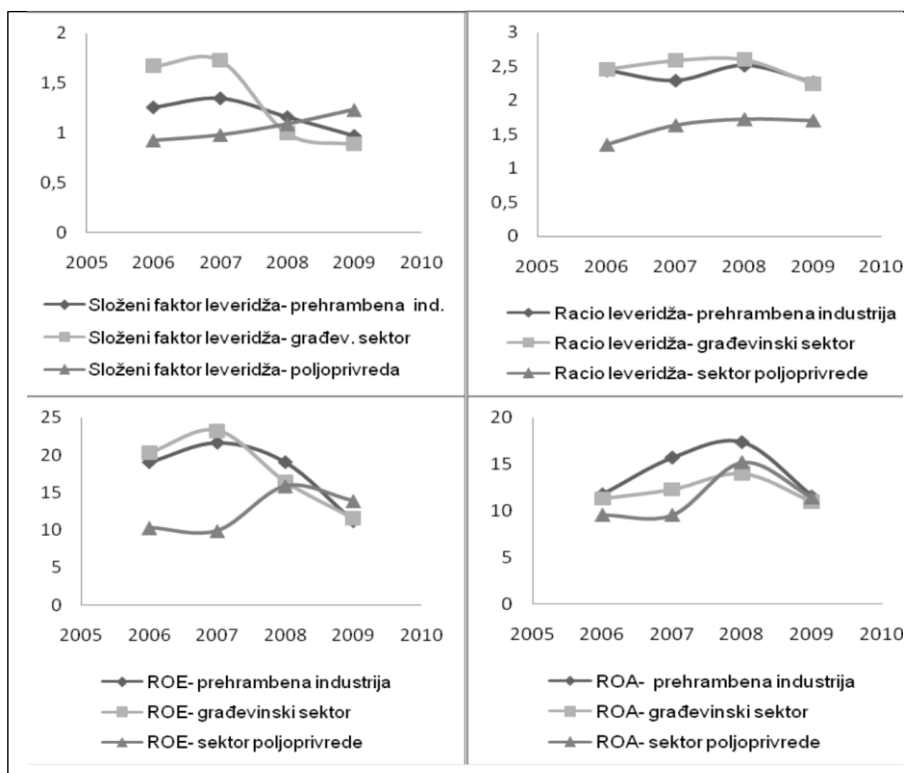 2
1,5
1
0,5
0
2005 2006 2007 2008 2009 2010
Složeni faktor leveridža- prehrambena ind.
Složeni faktor leveridža- građev. sektor
Složeni faktor leveridža- poljoprivreda
3
2,5
2
1,5
1
0,5
0
2005 2006 2007 2008 2009 2010
Racio leveridža- prehrambena industrija
Racio leveridža- građevinski sektor
Racio leveridža- sektor poljoprivrede
25
20
15
10
5
0
2005 2006 2007 2008 2009 2010
ROE- prehrambena industrija
ROE- građevinski sektor
ROE- sektor poljoprivrede
20
15
10
5
0
2005 2006 2007 2008 2009 2010
ROA- prehrambena industrija
ROA- građevinski sektor
ROA- sektor poljoprivrede